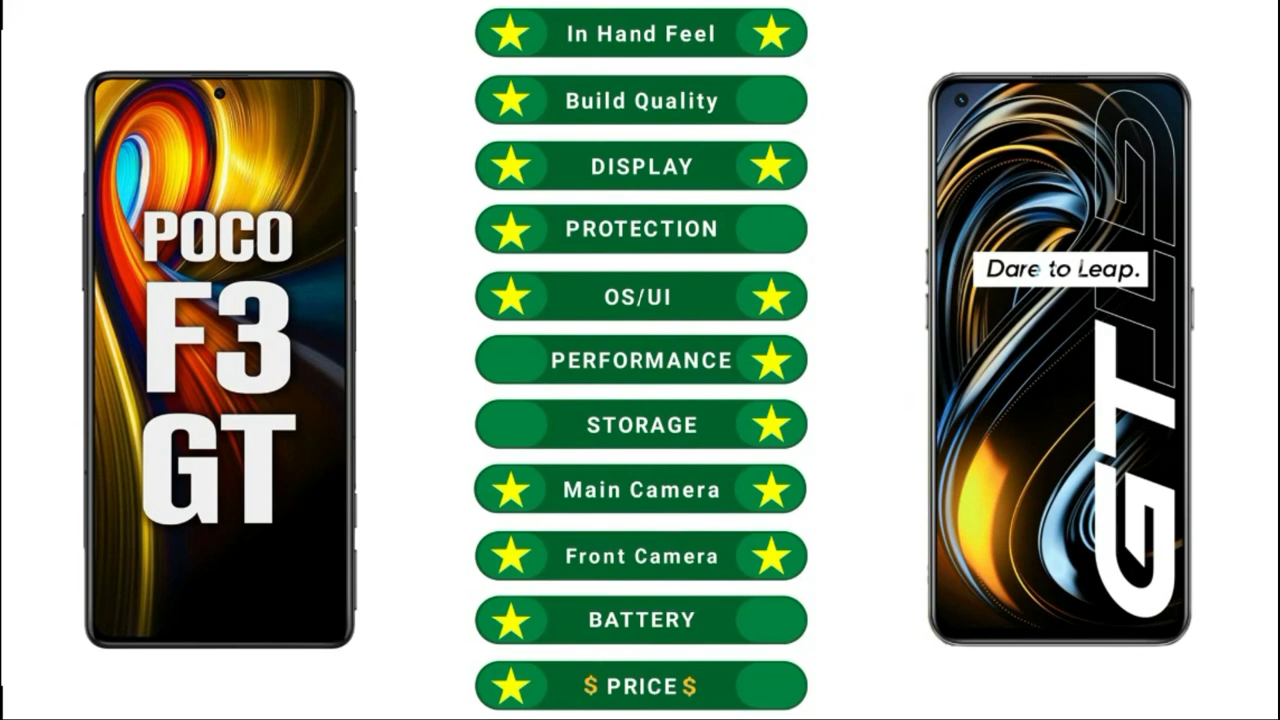 POCO
F3
GT
In Hand Feel
Build Quality
DISPLAY
PROTECTION
OS/UI
PERFORMANCE
STORAGE
Main Camera
Front Camera
BATTERY
$ PRICE $
Dare to Leap.
GT
GT